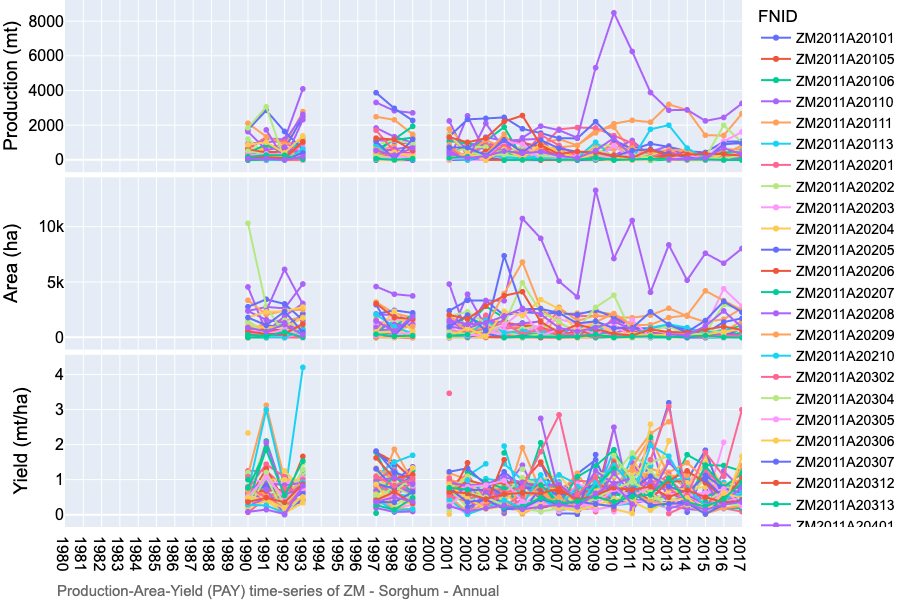 FNID
ZM2011A20101
ZM2011A20105
ZM2011A20106
ZM2011A20110
ZM2011A20111
ZM2011A20113
ZM2011A20201
ZM2011A20202
ZM2011A20203
ZM2011A20204
ZM2011A20205
ZM2011A20206
ZM2011A20207
ZM2011A20208
ZM2011A20209
ZM2011A20210
ZM2011A20302
ZM2011A20304
ZM2011A20305
ZM2011A20306
ZM2011A20307
ZM2011A20312
ZM2011A20313
ZM2011A20401
Production (mt)
8000
6000
4000
2000
0
Area (ha)
10k
5k
0
Yield (mt/ha)
4
3
2
1
0
1980 1981 1982 1983 1984 1985 1986 1987 1988 1989 1990 1991 1992 1993 1994 1995 1996 1997 1998 1999 2000 2001 2002 2003 2004 2005 2006 2007 2008 2009 2010 2011 2012 2013 2014 2015 2016 2017
Production-Area-Yield (PAY) time-series of ZM - Sorghum - Annual